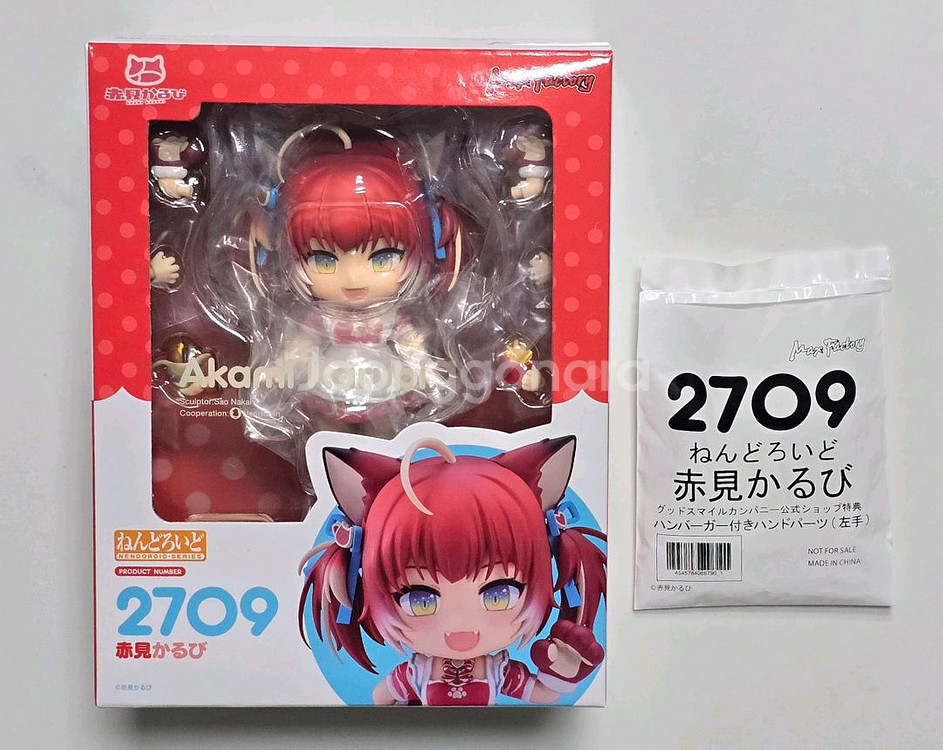 赤見かるび
Max Factory
Akami
Sculptor:Sao Nakai
Cooperation:
ねんどろいど
NENDOROID・SERIES
PRODUCT NUMBER
2709
赤見かるび
©赤見かるび
Max Factory
2709
ねんどろいど
赤見かるび
グッドスマイルカンパニー公式ショップ特典
ハンバーガー付きハンドパーツ(左手)
NOT FOR SALE
MADE IN CHINA
©赤見かるび